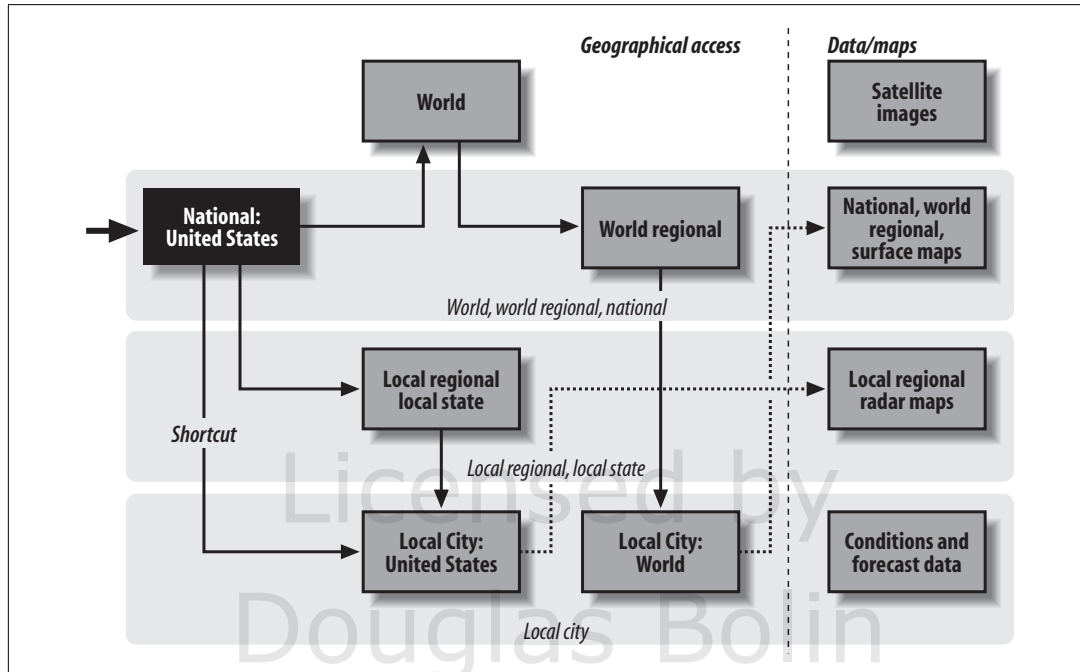 Geographical access
Data/maps
World
Satellite
images
National:
United States
World regional
National, world
regional,
surface maps
World, world regional, national
Local regional
local state
Local regional
radar maps
Shortcut
Local regional, local state
Licensed by
Local City:
United States
Local City:
World
Conditions and
forecast data
Douglas Bolin
Local city